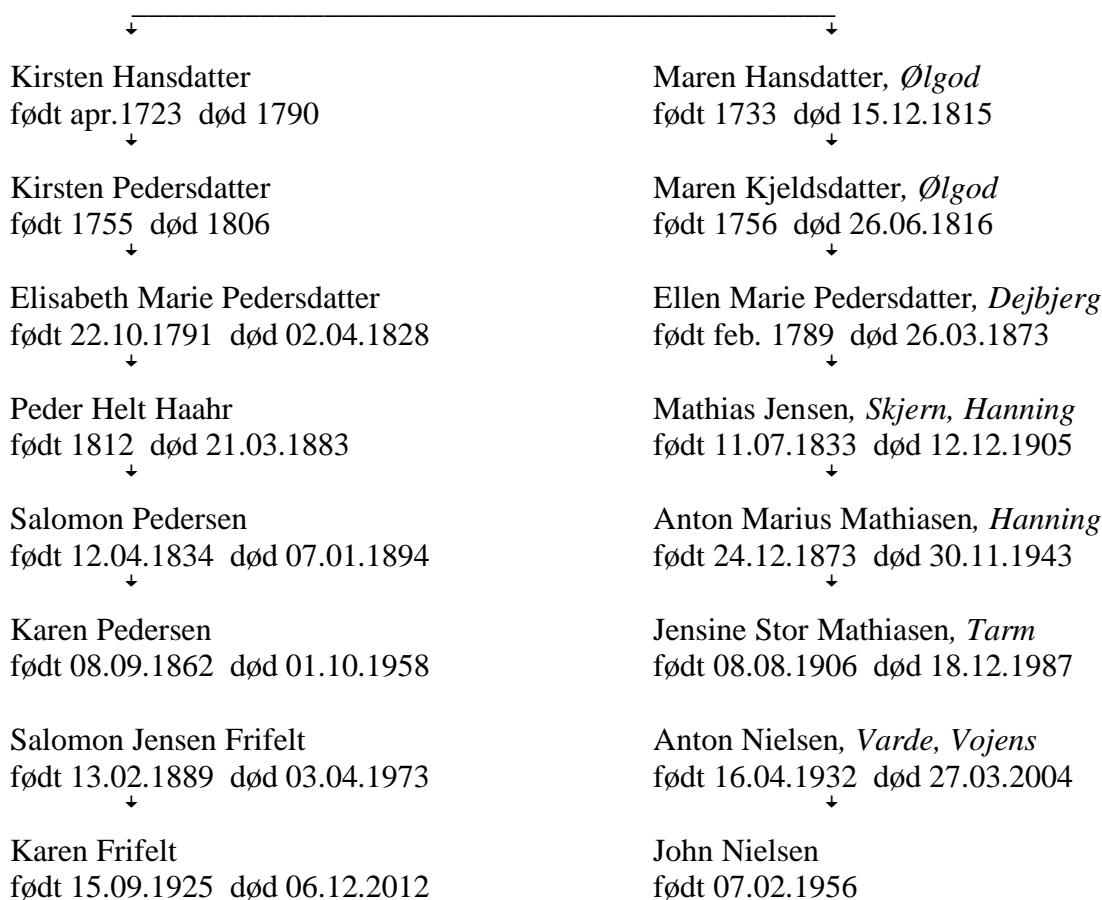 Kirsten Hansdatter
født apr.1723 død 1790
Kirsten Pedersdatter
født 1755 død 1806
Elisabeth Marie Pedersdatter
født 22.10.1791 død 02.04.1828
Peder Helt Haahr
født 1812 død 21.03.1883
Salomon Pedersen
født 12.04.1834 død 07.01.1894
Karen Pedersen
født 08.09.1862 død 01.10.1958
Salomon Jensen Frifelt
født 13.02.1889 død 03.04.1973
Karen Frifelt
født 15.09.1925 død 06.12.2012
Maren Hansdatter, Ølgod
født 1733 død 15.12.1815
Maren Kjeldsdatter, Ølgod
født 1756 død 26.06.1816
Ellen Marie Pedersdatter, Dejbjerg
født feb. 1789 død 26.03.1873
Mathias Jensen, Skjern, Hanning
født 11.07.1833 død 12.12.1905
Anton Marius Mathiasen, Hanning
født 24.12.1873 død 30.11.1943
Jensine Stor Mathiasen, Tarm
født 08.08.1906 død 18.12.1987
Anton Nielsen, Varde, Vojens
født 16.04.1932 død 27.03.2004
John Nielsen
født 07.02.1956